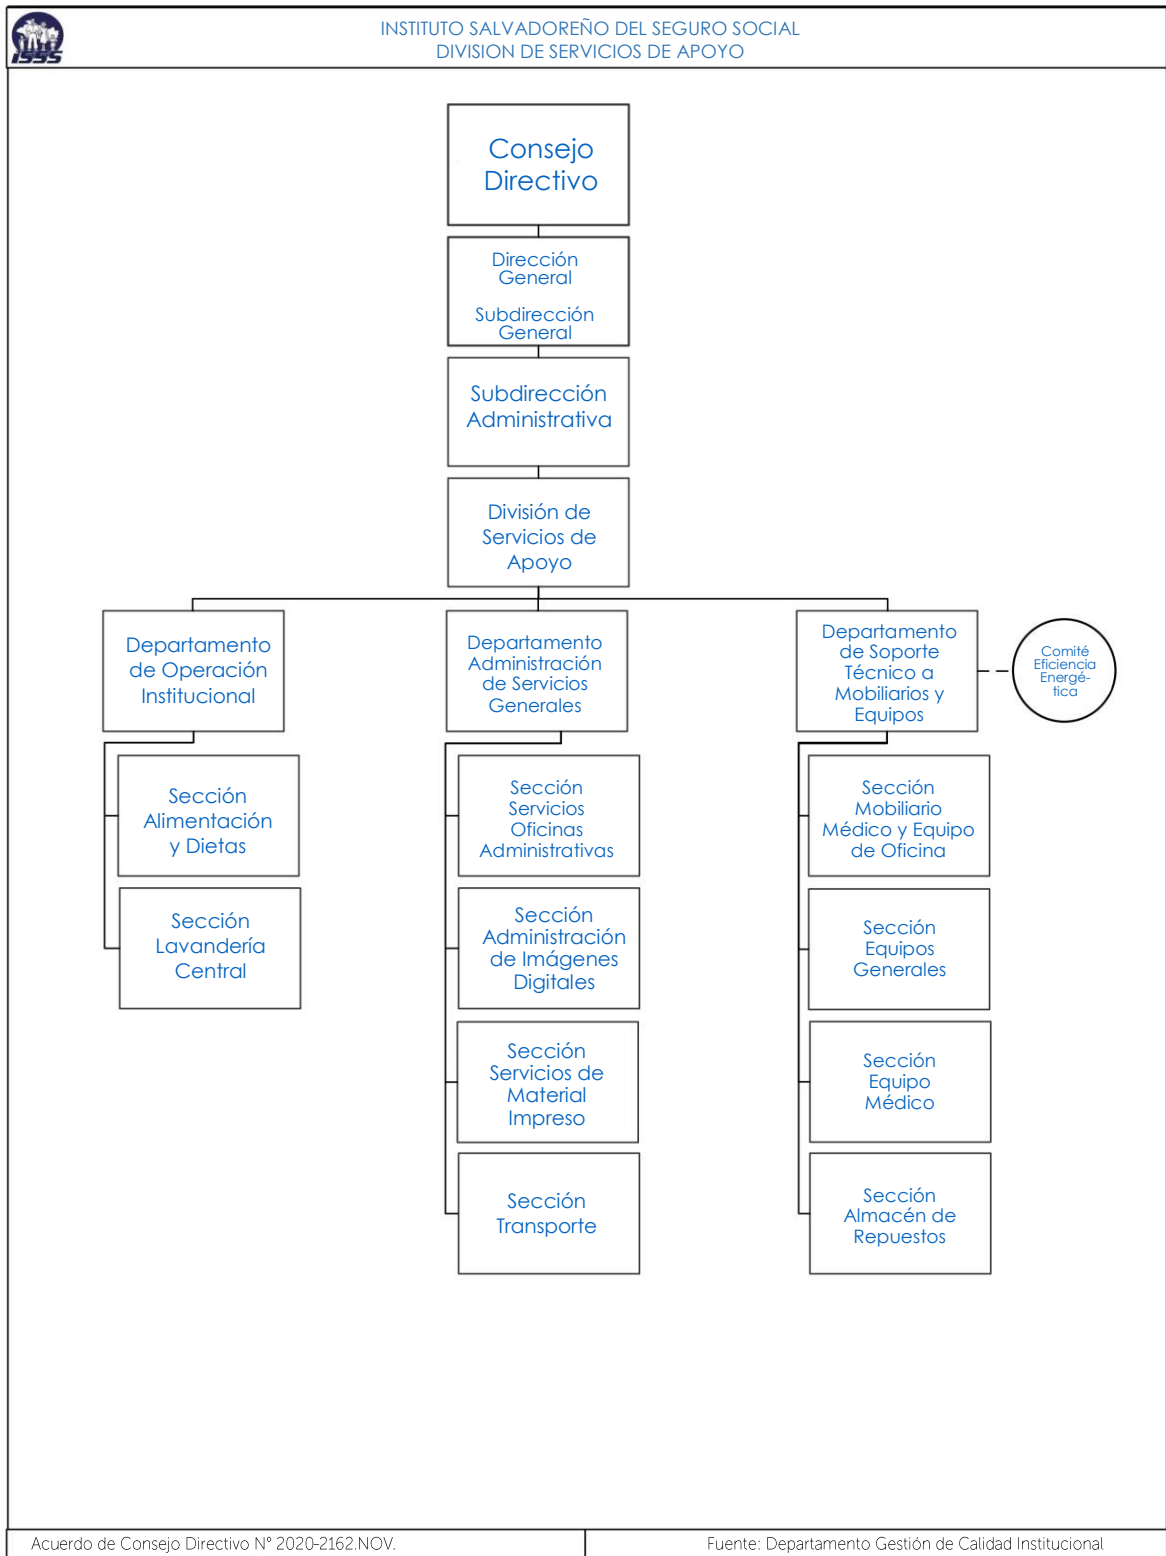 ISSS
INSTITUTO SALVADOREÑO DEL SEGURO SOCIAL
DIVISION DE SERVICIOS DE APOYO
Consejo
Directivo
Dirección
General
Subdirección
General
Subdirección
Administrativa
División de
Servicios de
Apoyo
Departamento
de Operación
Institucional
Departamento
Administración
de Servicios
Generales
Departamento
de Soporte
Técnico a
Mobiliarios y
Equipos
Comité
Eficiencia
Energé-
tica
Sección
Alimentación
y Dietas
Sección
Lavandería
Central
Sección
Servicios
Oficinas
Administrativas
Sección
Administración
de Imágenes
Digitales
Sección
Servicios de
Material
Impreso
Sección
Transporte
Sección
Mobiliario
Médico y Equipo
de Oficina
Sección
Equipos
Generales
Sección
Equipo
Médico
Sección
Almacén de
Repuestos
Acuerdo de Consejo Directivo N° 2020-2162.NOV.
Fuente: Departamento Gestión de Calidad Institucional